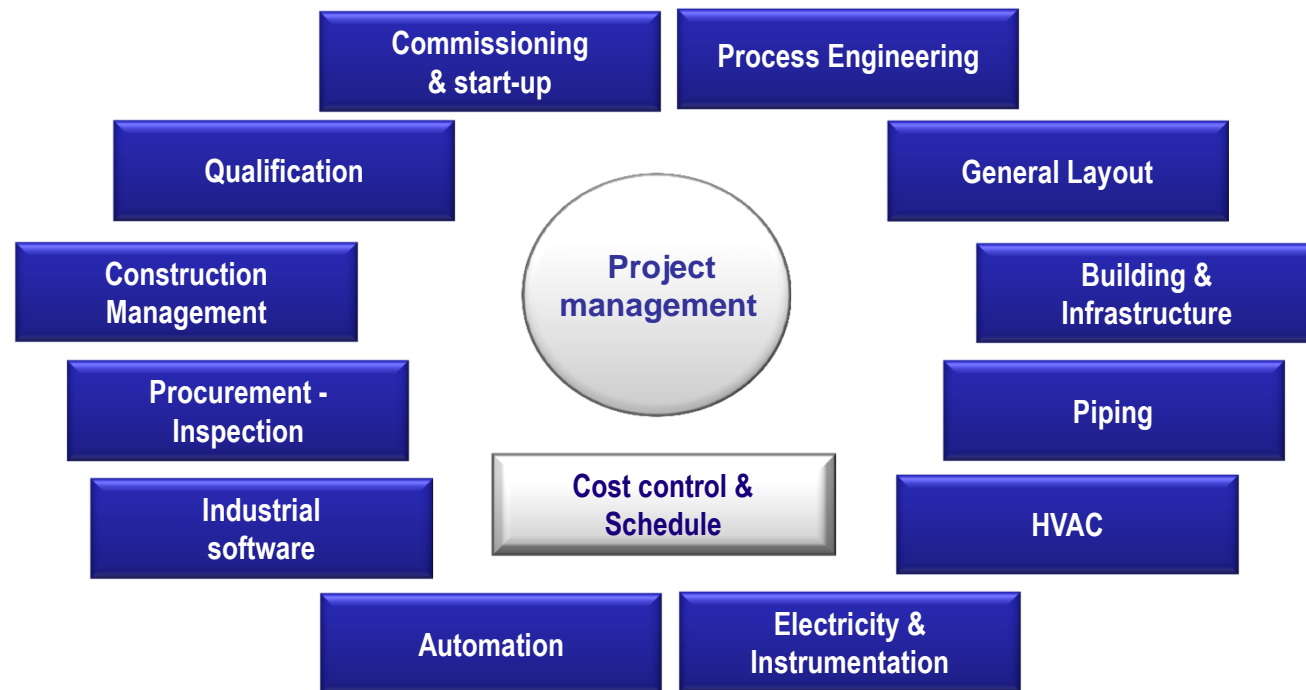 Commissioning
& start-up
Process Engineering
Qualification
General Layout
Project
management
Construction
Management
Building &
Infrastructure
Procurement -
Inspection
Piping
Cost control &
Schedule
Industrial
software
HVAC
Automation
Electricity &
Instrumentation